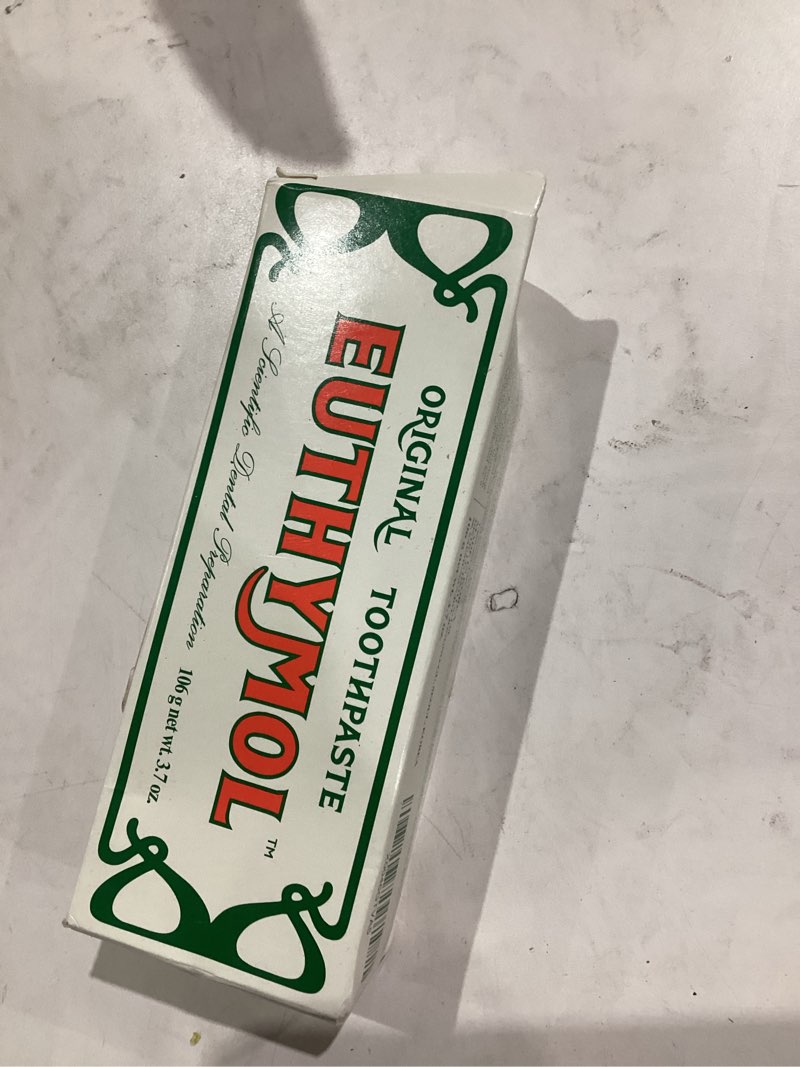 ORIGINAL TOOTHPASTE
EUTHYMOL™
A Scientific Dental Preparation 106 g net wt. 3.7 oz.